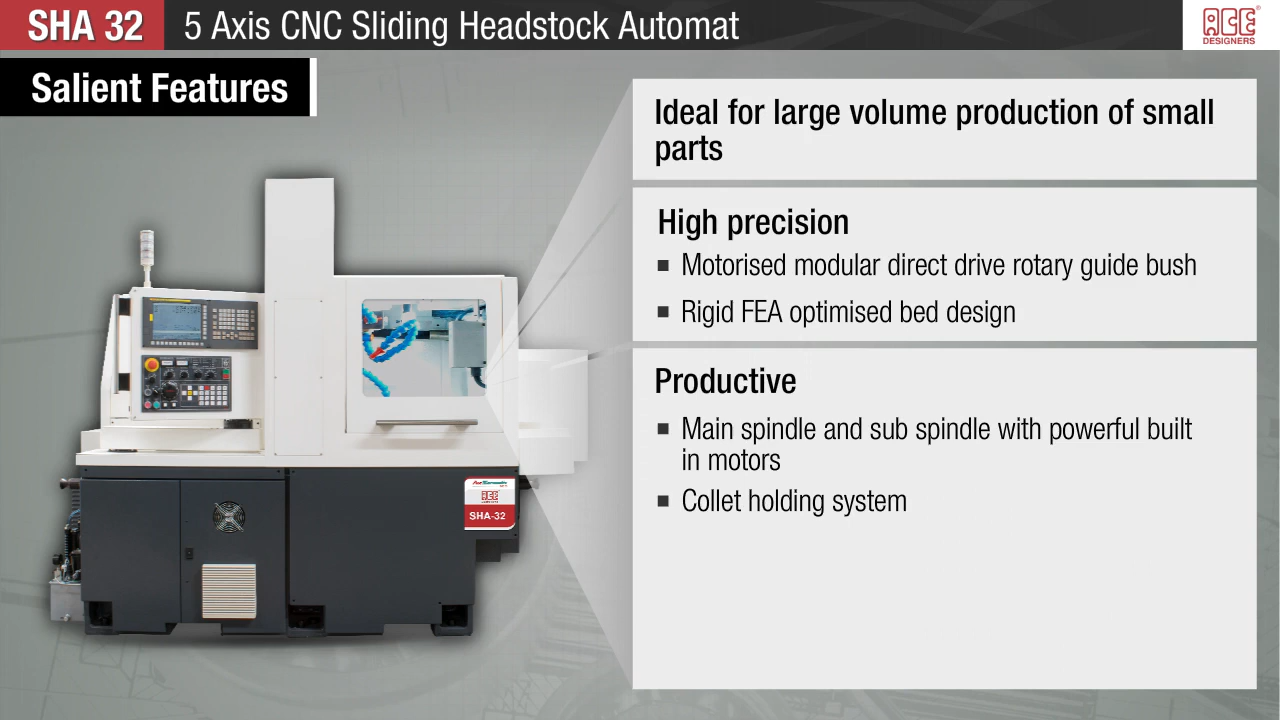 SHA 32
5 Axis CNC Sliding Headstock Automat
ACE
DESIGNERS
Salient Features
Ideal for large volume production of small
parts
High precision
■ Motorised modular direct drive rotary guide bush
■ Rigid FEA optimised bed design
Productive
■ Main spindle and sub spindle with powerful built
in motors
■ Collet holding system
ACE
SHA-32